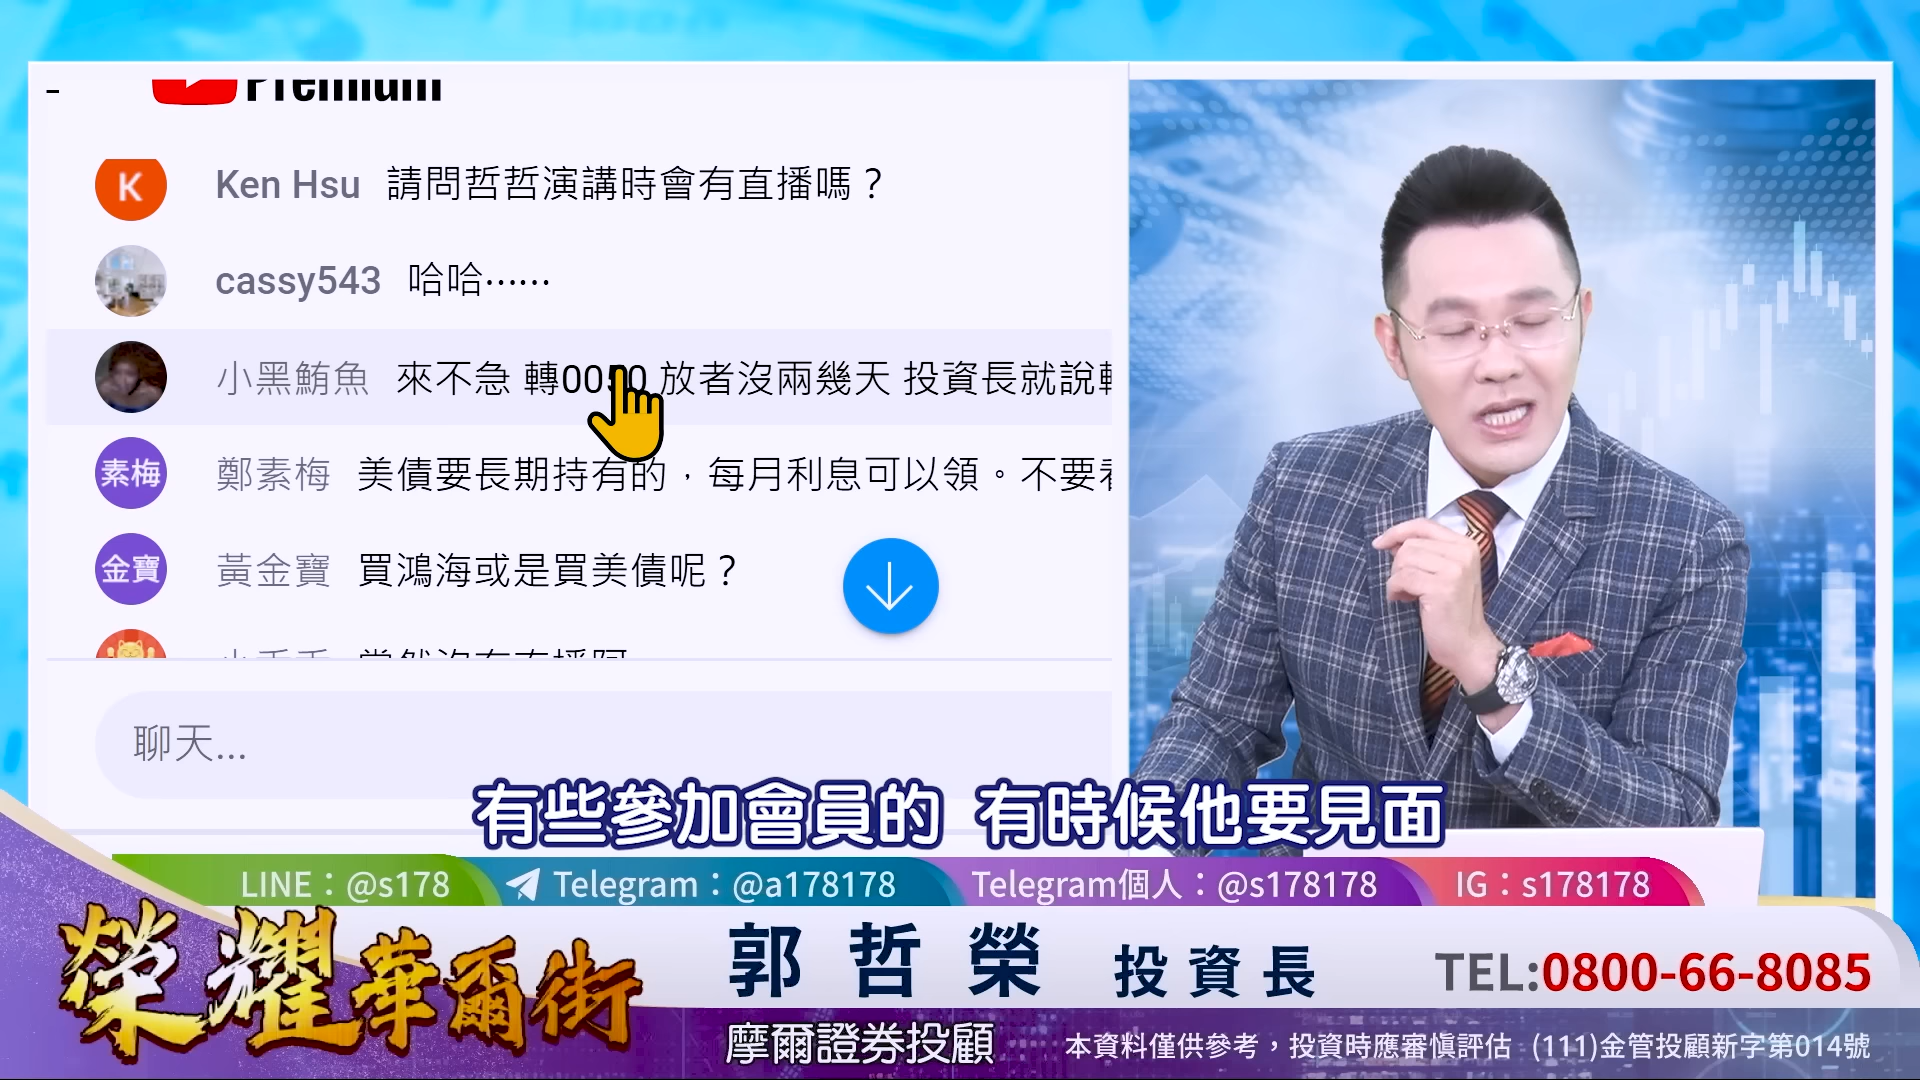 Premium
K
Ken Hsu 請問哲哲演講時會有直播嗎？
cassy543 哈哈⋯⋯
小黑鮪魚 來不急 轉0050 放者沒兩幾天 投資長就說
素梅
鄭素梅 美債要長期持有的，每月利息可以領。不要
金寶
黃金寶 買鴻海或是買美債呢？
聊天...
有些參加會員的 有時候他要見面
LINE：@s178
Telegram：@a178178
Telegram個人：@s178178
IG：s178178
榮耀華爾街
郭哲榮 投資長
TEL:0800-66-8085
摩爾證券投顧
本資料僅供參考，投資時應審慎評估 (111)金管投顧新字第014號